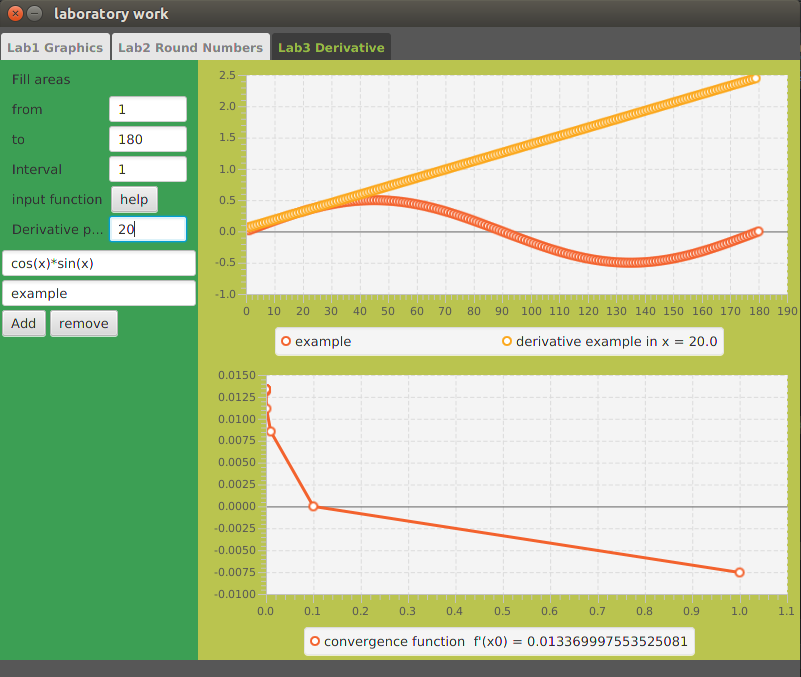 laboratory work
Lab1 Graphics
Lab2 Round Numbers
Lab3 Derivative
Fill areas
from 1
to 180
Interval 1
input function help
Derivative p... 20
cos(x)*sin(x)
example
Add remove
2.5
2.0
1.5
1.0
0.5
0.0
-0.5
-1.0
0 10 20 30 40 50 60 70 80 90 100 110 120 130 140 150 160 170 180 190
example derivative example in x = 20.0
0.0150
0.0125
0.0100
0.0075
0.0050
0.0025
0.0000
-0.0025
-0.0050
-0.0075
-0.0100
0.0 0.1 0.2 0.3 0.4 0.5 0.6 0.7 0.8 0.9 1.0 1.1
convergence function f'(x0) = 0.013369997553525081